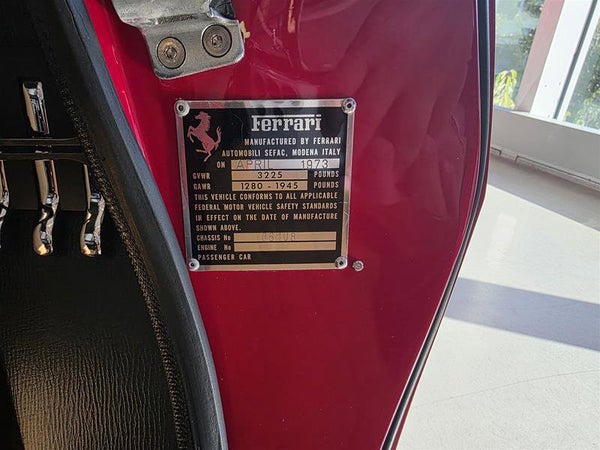 Ferrari
MANUFACTURED BY FERRARI
AUTOMOBILI SEFAC, MODENA ITALY
ON APRIL 1973
GVWR 3225 POUNDS
GAWR 1280 - 1945 POUNDS
THIS VEHICLE CONFORMS TO ALL APPLICABLE
FEDERAL MOTOR VEHICLE SAFETY STANDARDS
IN EFFECT ON THE DATE OF MANUFACTURE
SHOWN ABOVE.
CHASSIS No
ENGINE No
PASSENGER CAR